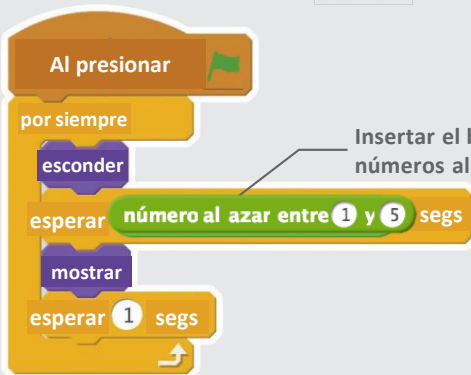 Al presionar
por siempre
esconder
Insertar el
números
esperar número al azar entre 1 y 5 segs
mostrar
esperar 1 segs